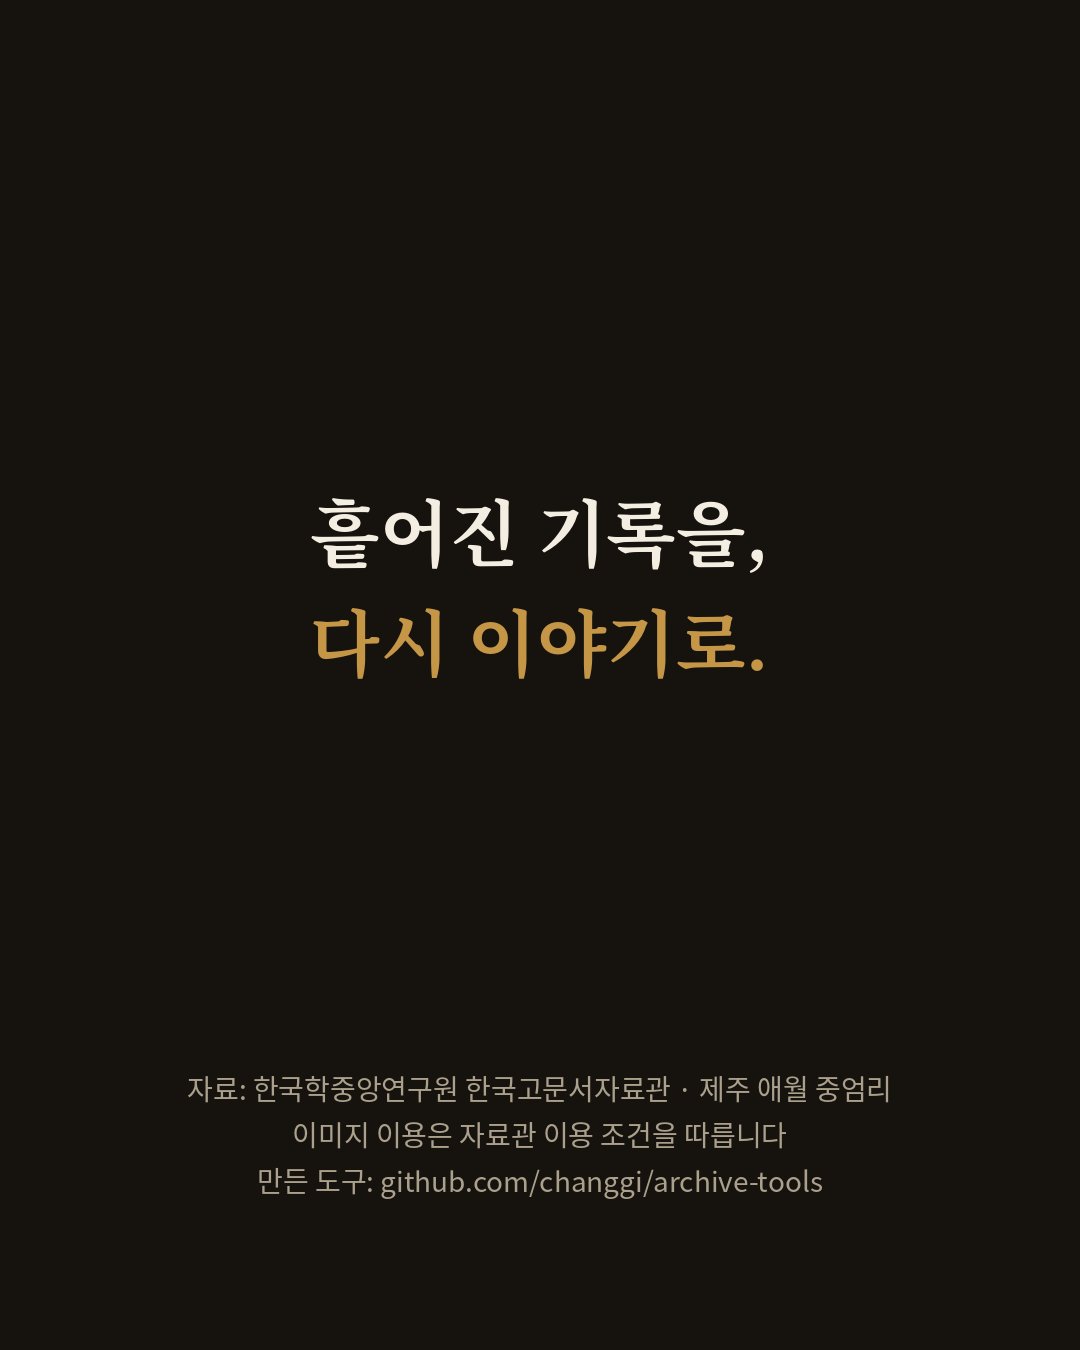 흩어진 기록을,
다시 이야기로.
자료: 한국학중앙연구원 한국고문서자료관 · 제주 애월 중엄리
이미지 이용은 자료관 이용 조건을 따릅니다
만든 도구: github.com/changgi/archive-tools